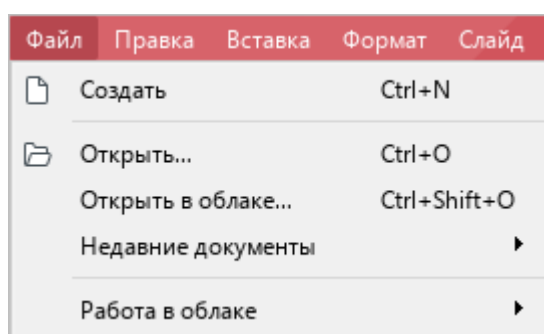 Файл Правка Вставка Формат Слайд
Создать Ctrl+N
Открыть... Ctrl+O
Открыть в облаке... Ctrl+Shift+O
Недавние документы
Работа в облаке